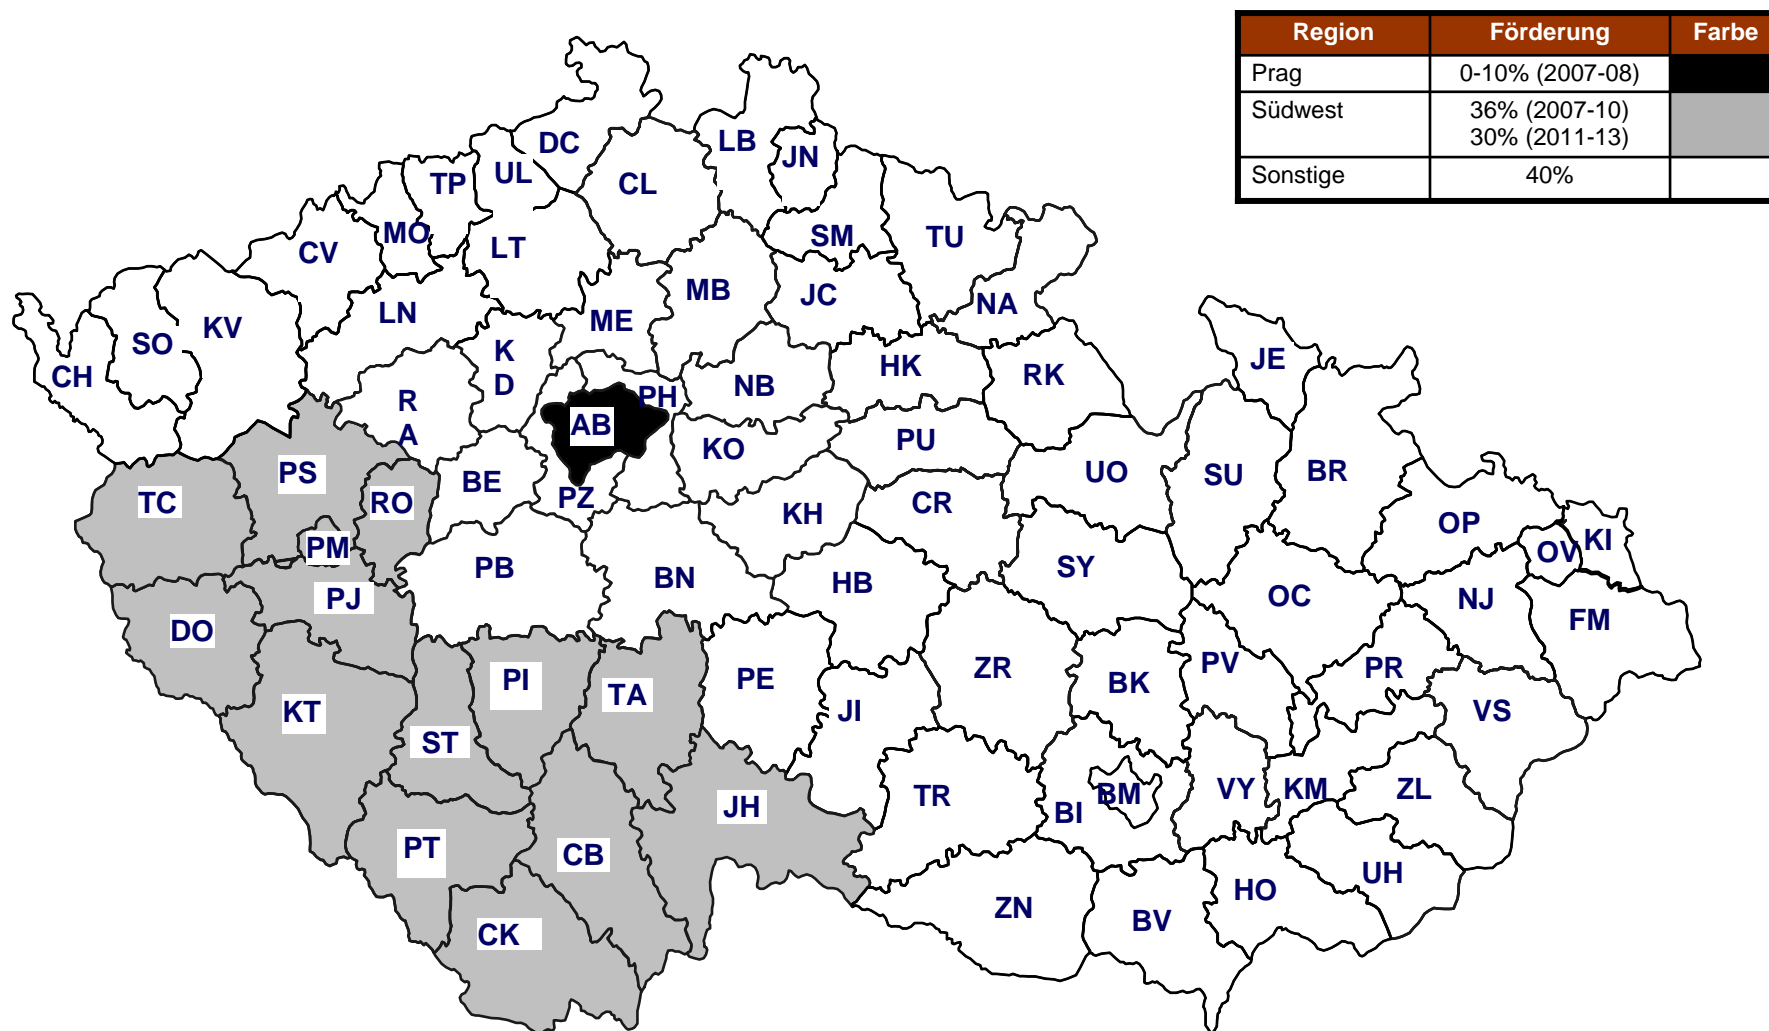 Region Förderung Farbe
Prag 0-10% (2007-08)
Südwest 36% (2007-10)
30% (2011-13)
Sonstige 40%
DC
LB
JN
UL
TP
CL
MO
CV
LT
SM
TU
MB
JC
NA
LN
ME
KV
SO
K
D
CH
JE
HK
RK
NB
PH
R
A
AB
KO
PU
PS
BE
UO
SU
BR
TC
RO
PZ
KH
CR
OP
PM
OV
KI
PB
BN
HB
SY
PJ
OC
NJ
DO
FM
PI
TA
PE
ZR
BK
PV
PR
KT
JI
VS
ST
JH
TR
BI
BM
VY
KM
ZL
PT
CB
UH
HO
ZN
BV
CK